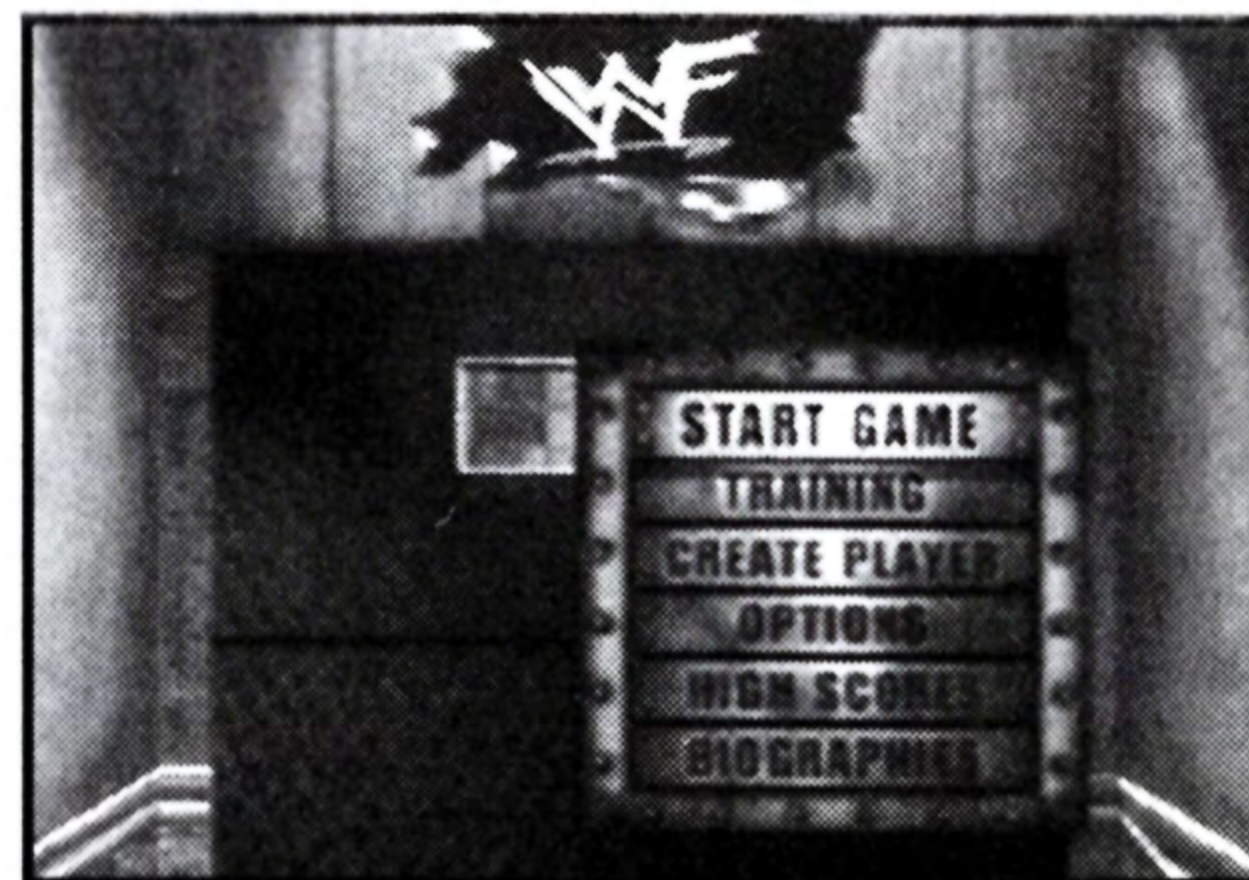 WF
START GAME
TRAINING
CREATE PLAYER
OPTIONS
HIGH SCORES
BIOGRAPHIES